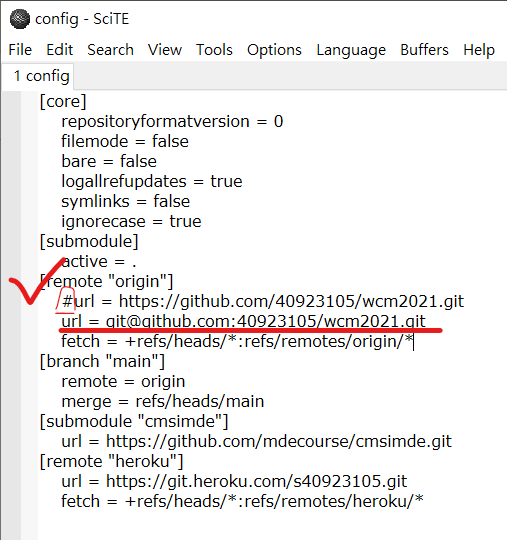 config - SciTE
File Edit Search View Tools Options Language Buffers Help
1 config
[core]
repositoryformatversion = 0
filemode = false
bare = false
logallrefupdates = true
symlinks = false
ignorecase = true
[submodule]
active = .
[remote "origin"]
#url = https://github.com/40923105/wcm2021.git
url = git@github.com:40923105/wcm2021.git
fetch = +refs/heads/*:refs/remotes/origin/*
[branch "main"]
remote = origin
merge = refs/heads/main
[submodule "cmsimde"]
url = https://github.com/mdecourse/cmsimde.git
[remote "heroku"]
url = https://git.heroku.com/s40923105.git
fetch = +refs/heads/*:refs/remotes/heroku/*